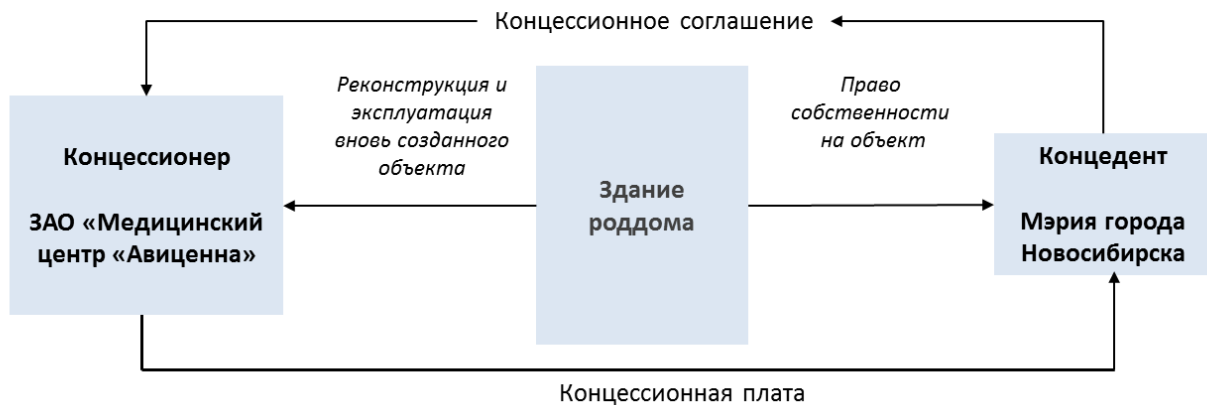 Концессионное соглашение
Реконструкция и
эксплуатация
вновь созданного
объекта
Право
собственности
на объект
Концессионер
ЗАО «Медицинский
центр «Авиценна»
Здание
роддома
Концедент
Мэрия города
Новосибирска
Концессионная плата